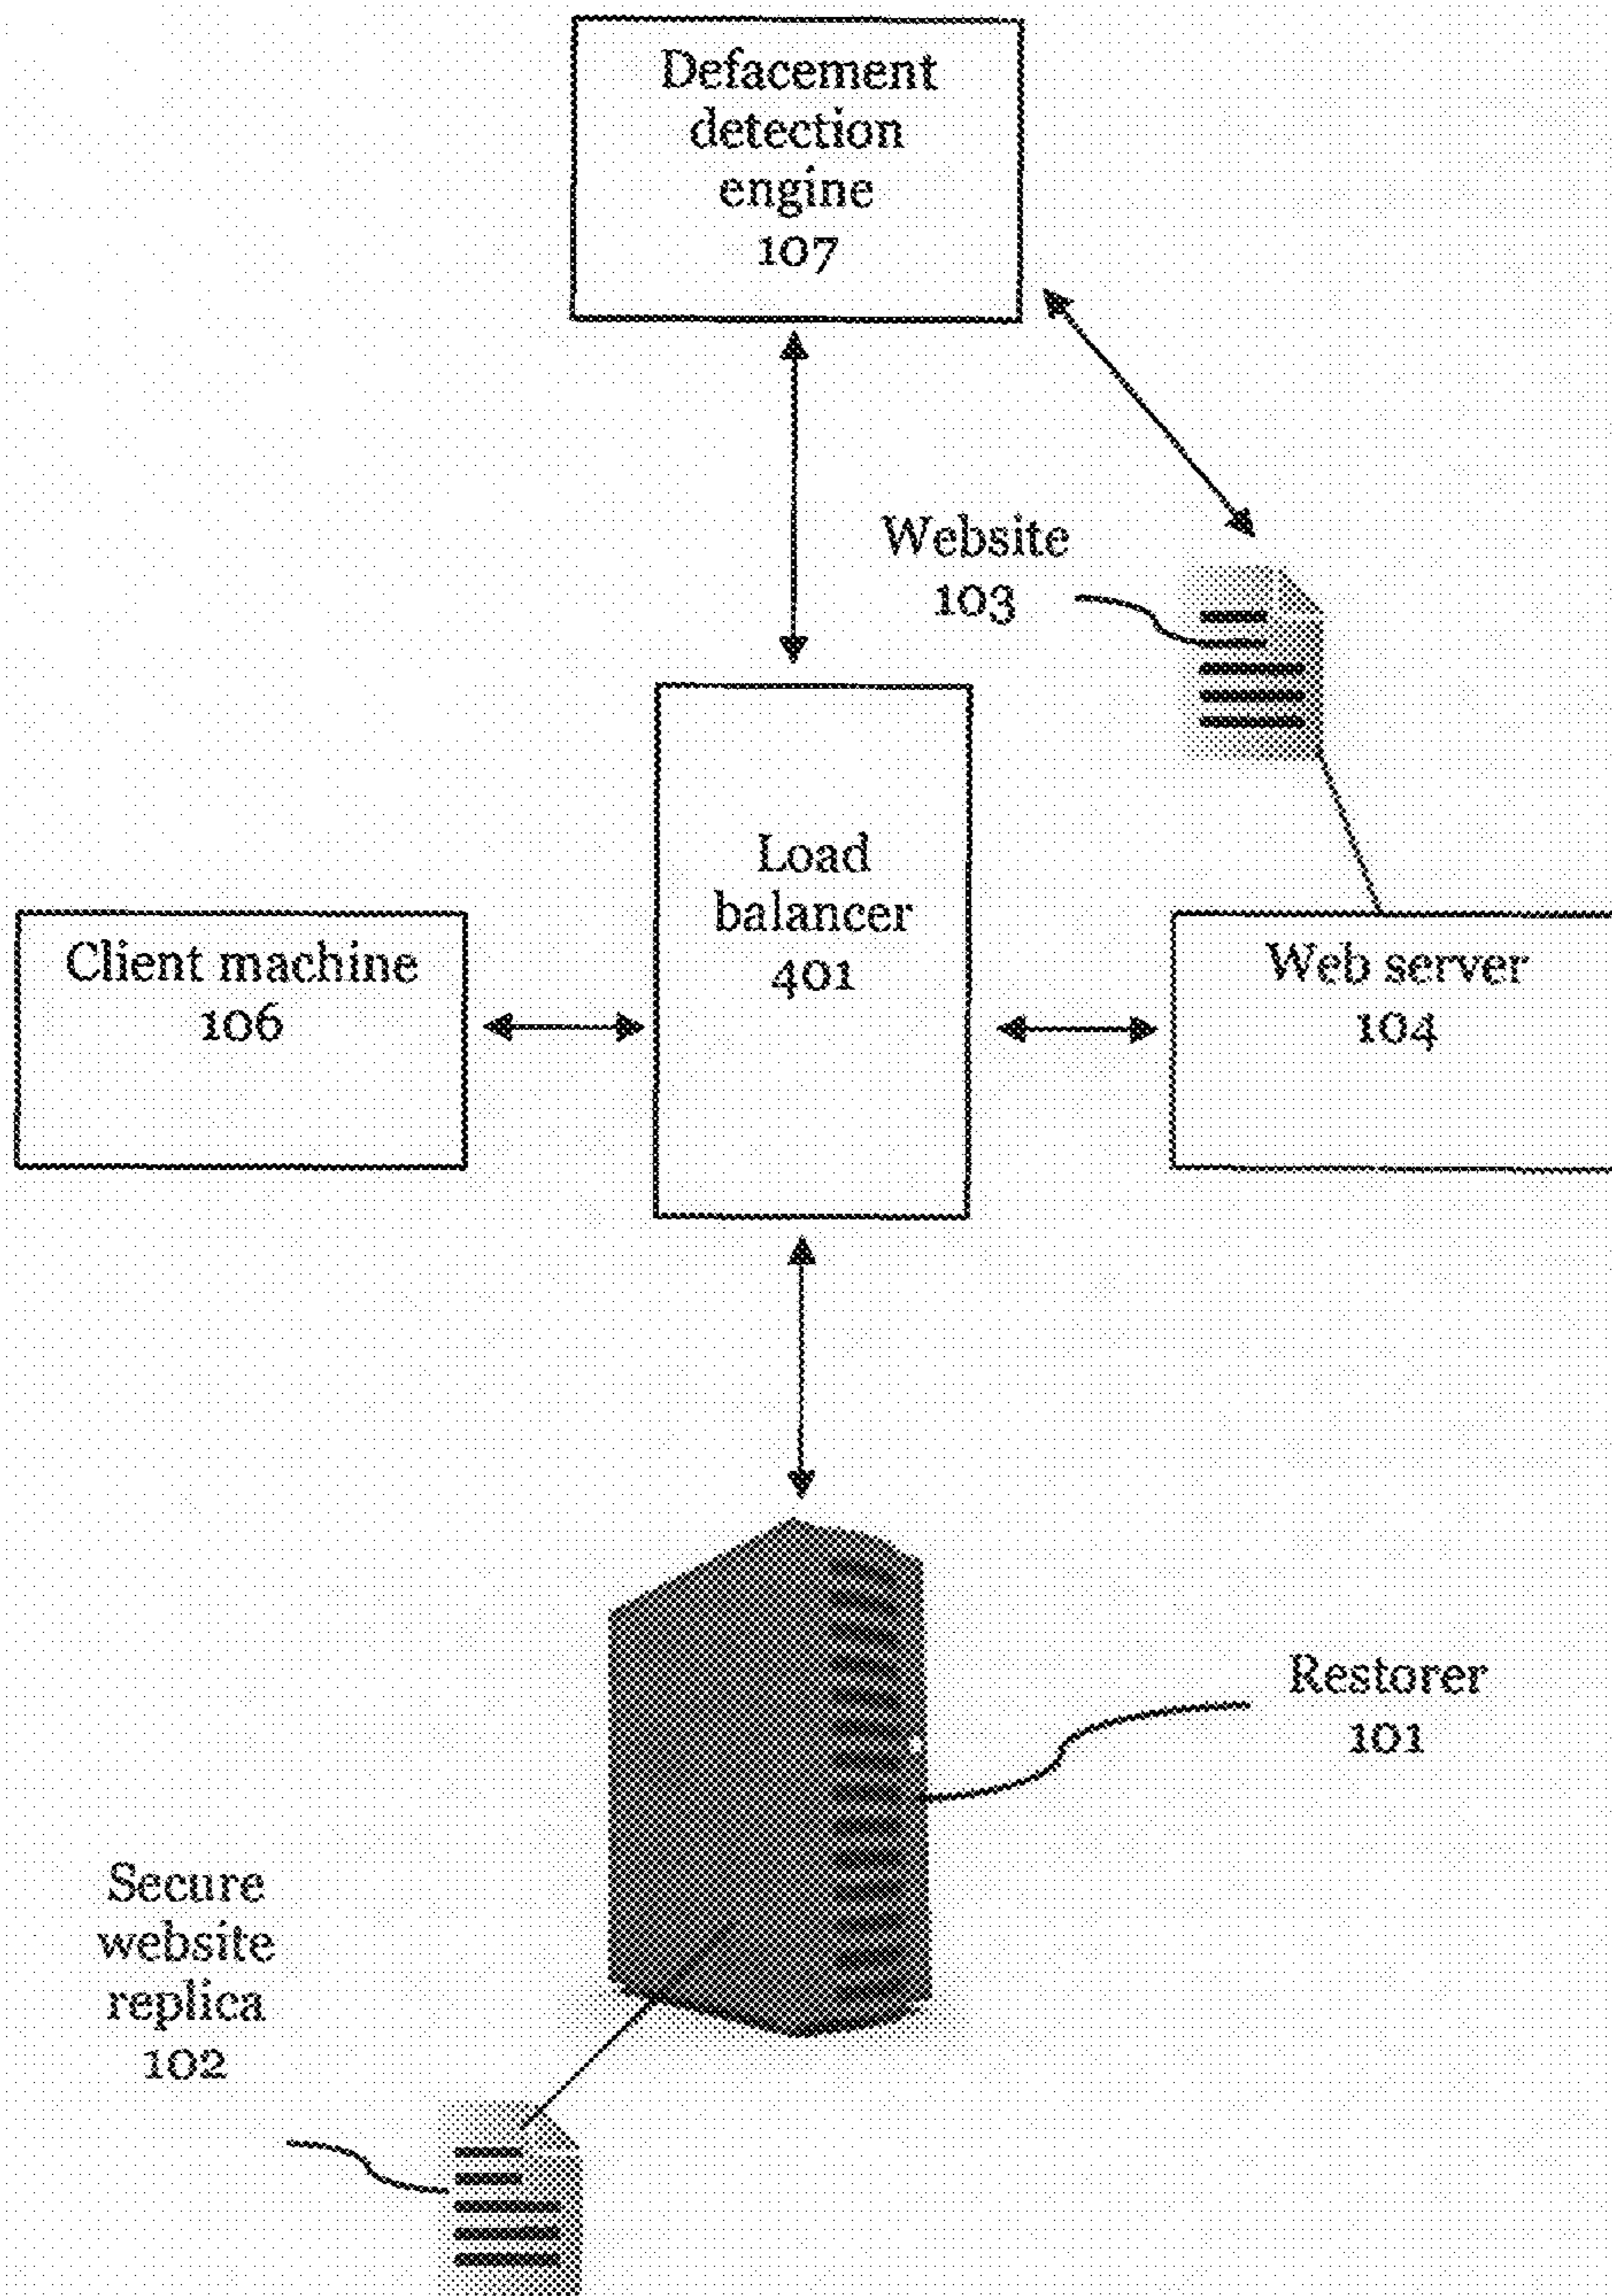 Defacement
detection
engine
107
Website
103
Load
balancer
401
Client machine
106
Web server
104
Restorer
101
Secure
website
replica
102